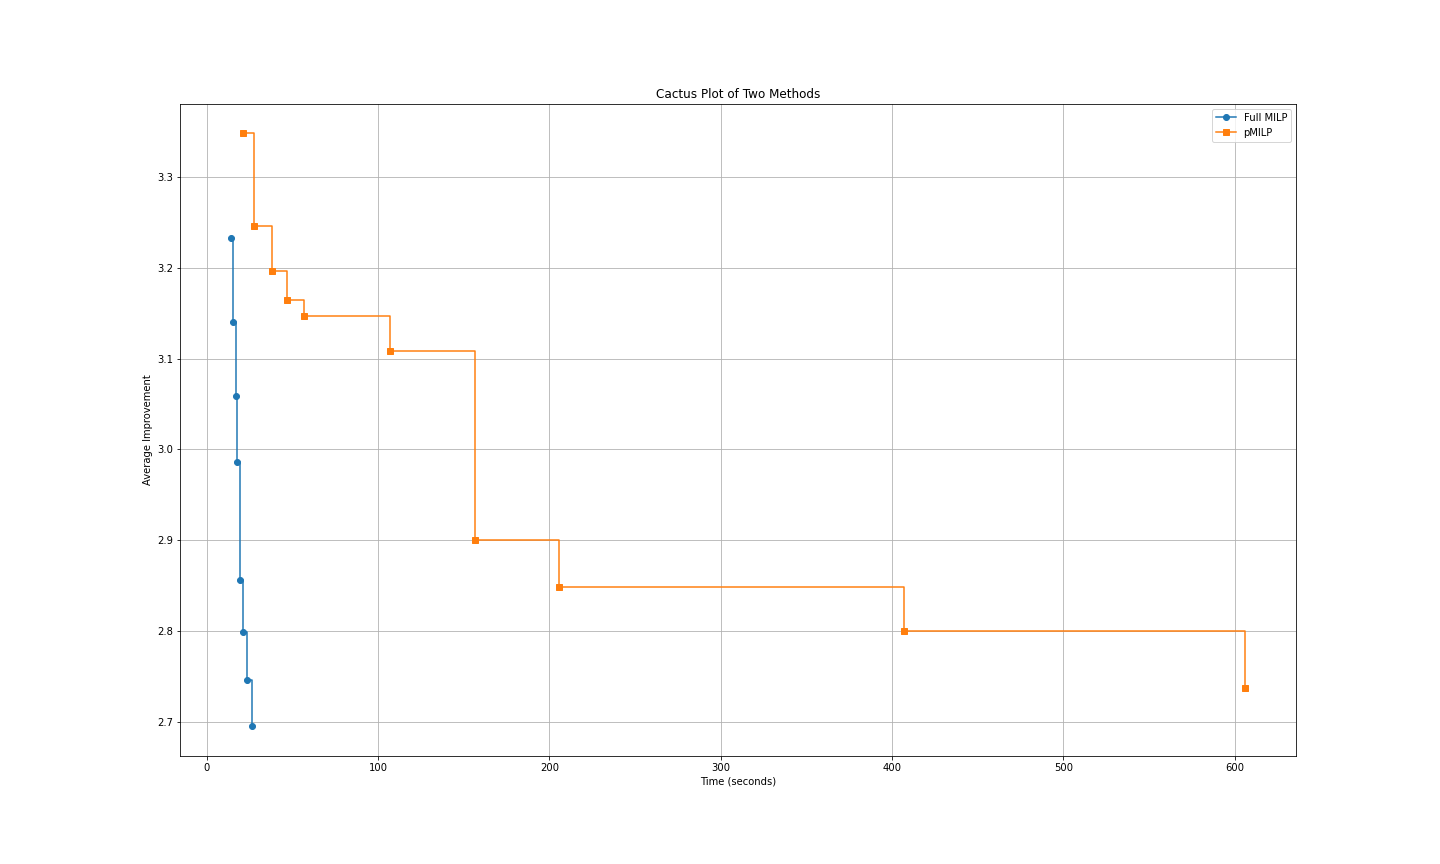 Cactus Plot of Two Methods
Full MILP
pMILP
3.3
3.2
3.1
3.0
2.9
2.8
2.7
Average Improvement
0 100 200 300 400 500 600
Time (seconds)